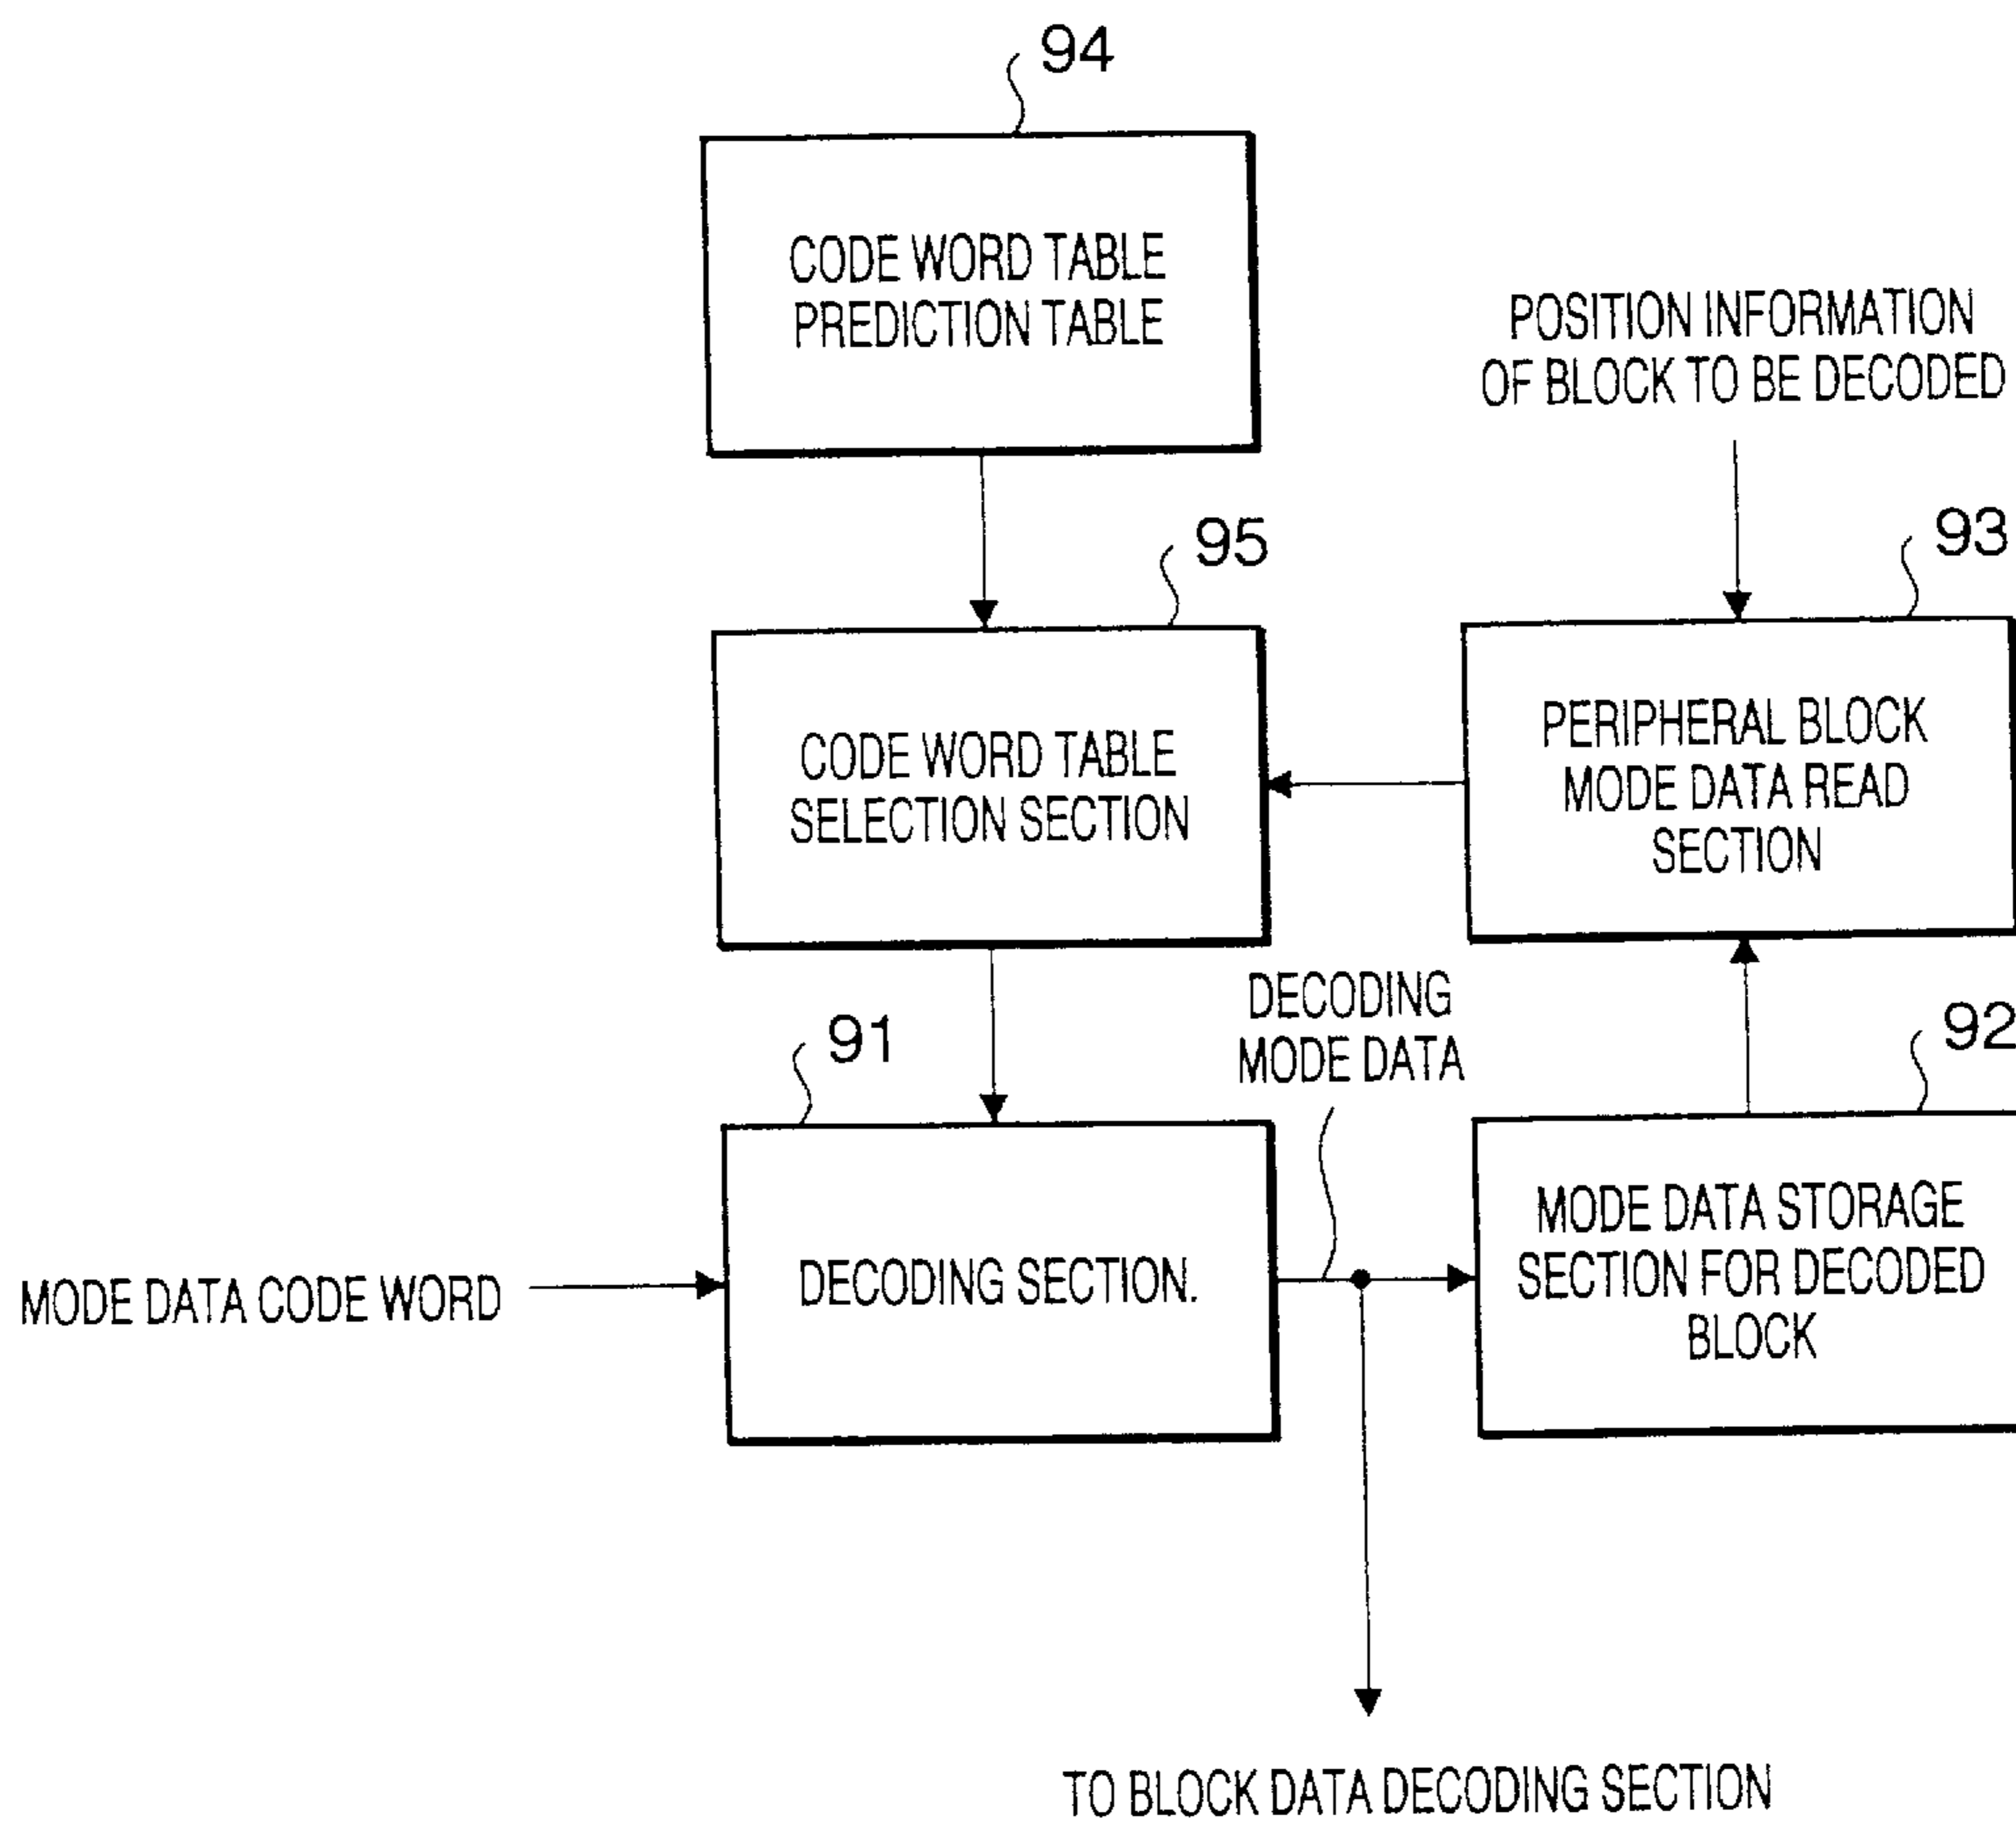 94
CODE WORD TABLE
PREDICTION TABLE
POSITION INFORMATION
OF BLOCK TO BE DECODED
95
93
CODE WORD TABLE
SELECTION SECTION
PERIPHERAL BLOCK
MODE DATA READ
SECTION
DECODING
MODE DATA
91
92
MODE DATA CODE WORD
DECODING SECTION.
MODE DATA STORAGE
SECTION FOR DECODED
BLOCK
TO BLOCK DATA DECODING SECTION